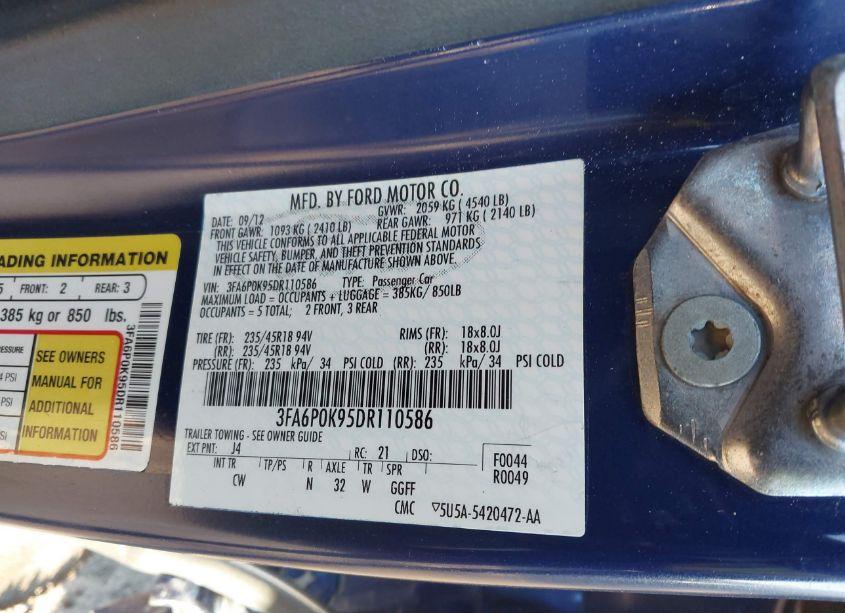 MFD. BY FORD MOTOR CO.
DATE: 09/12 GVWR: 2059 KG ( 4540 LB)
FRONT GAWR: 1093 KG ( 2410 LB) REAR GAWR: 971 KG ( 2140 LB)
THIS VEHICLE CONFORMS TO ALL APPLICABLE FEDERAL MOTOR
VEHICLE SAFETY, BUMPER, AND THEFT PREVENTION STANDARDS
IN EFFECT ON THE DATE OF MANUFACTURE SHOWN ABOVE.
VIN: 3FA6P0K95DR110586 TYPE: Passenger Car
MAXIMUM LOAD = OCCUPANTS + LUGGAGE = 385KG/ 850LB
OCCUPANTS = 5 TOTAL; 2 FRONT, 3 REAR
TIRE (FR): 235/45R18 94V RIMS (FR): 18x8.0J
(RR): 235/45R18 94V (RR): 18x8.0J
PRESSURE (FR): 235 kPa/ 34 PSI COLD (RR): 235 kPa/ 34 PSI COLD
3FA6P0K95DR110586
TRAILER TOWING - SEE OWNER GUIDE
EXT PNT: J4 RC: 21 DSO: F0044
R0049
INT TR TP/PS R AXLE TR SPR
CW N 32 W GGFF
CMC ▽5U5A-5420472-AA
ADING INFORMATION
5 FRONT: 2 REAR: 3
385 kg or 850 lbs.
RESSURE SEE OWNERS
4 PSI MANUAL FOR
PSI ADDITIONAL
PSI INFORMATION
3FA6P0K95DR110586